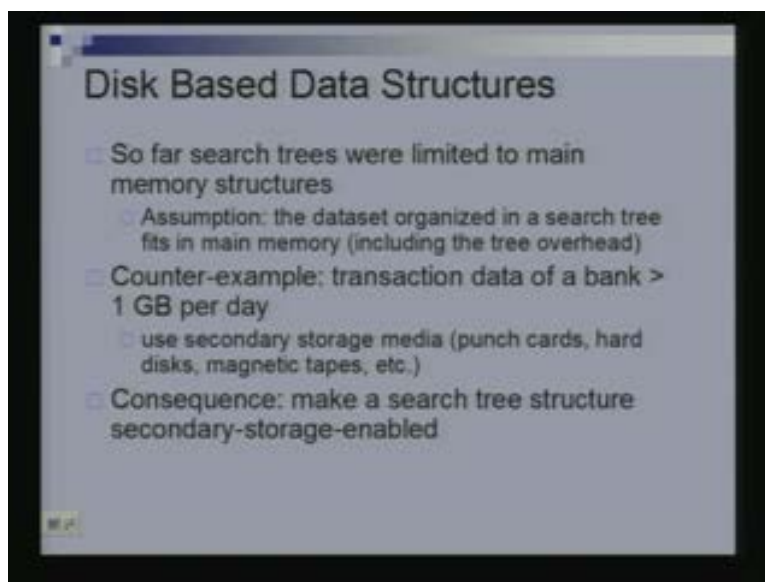 Disk Based Data Structures
So far search trees were limited to main
memory structures
Assumption: the dataset organized in a search tree
fits in main memory (including the tree overhead)
Counter-example: transaction data of a bank >
1 GB per day
use secondary storage media (punch cards, hard
disks, magnetic tapes, etc.)
Consequence: make a search tree structure
secondary-storage-enabled